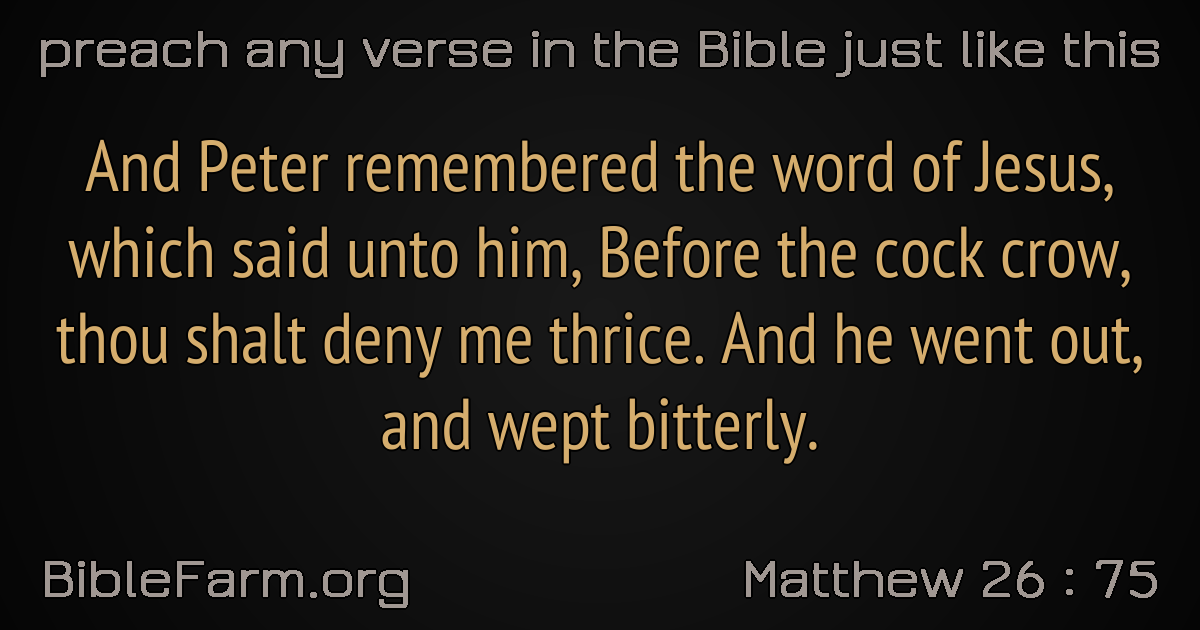 preach any verse in the Bible just like this
And Peter remembered the word of Jesus,
which said unto him, Before the cock crow,
thou shalt deny me thrice. And he went out,
and wept bitterly.
BibleFarm.org
Matthew 26 : 75